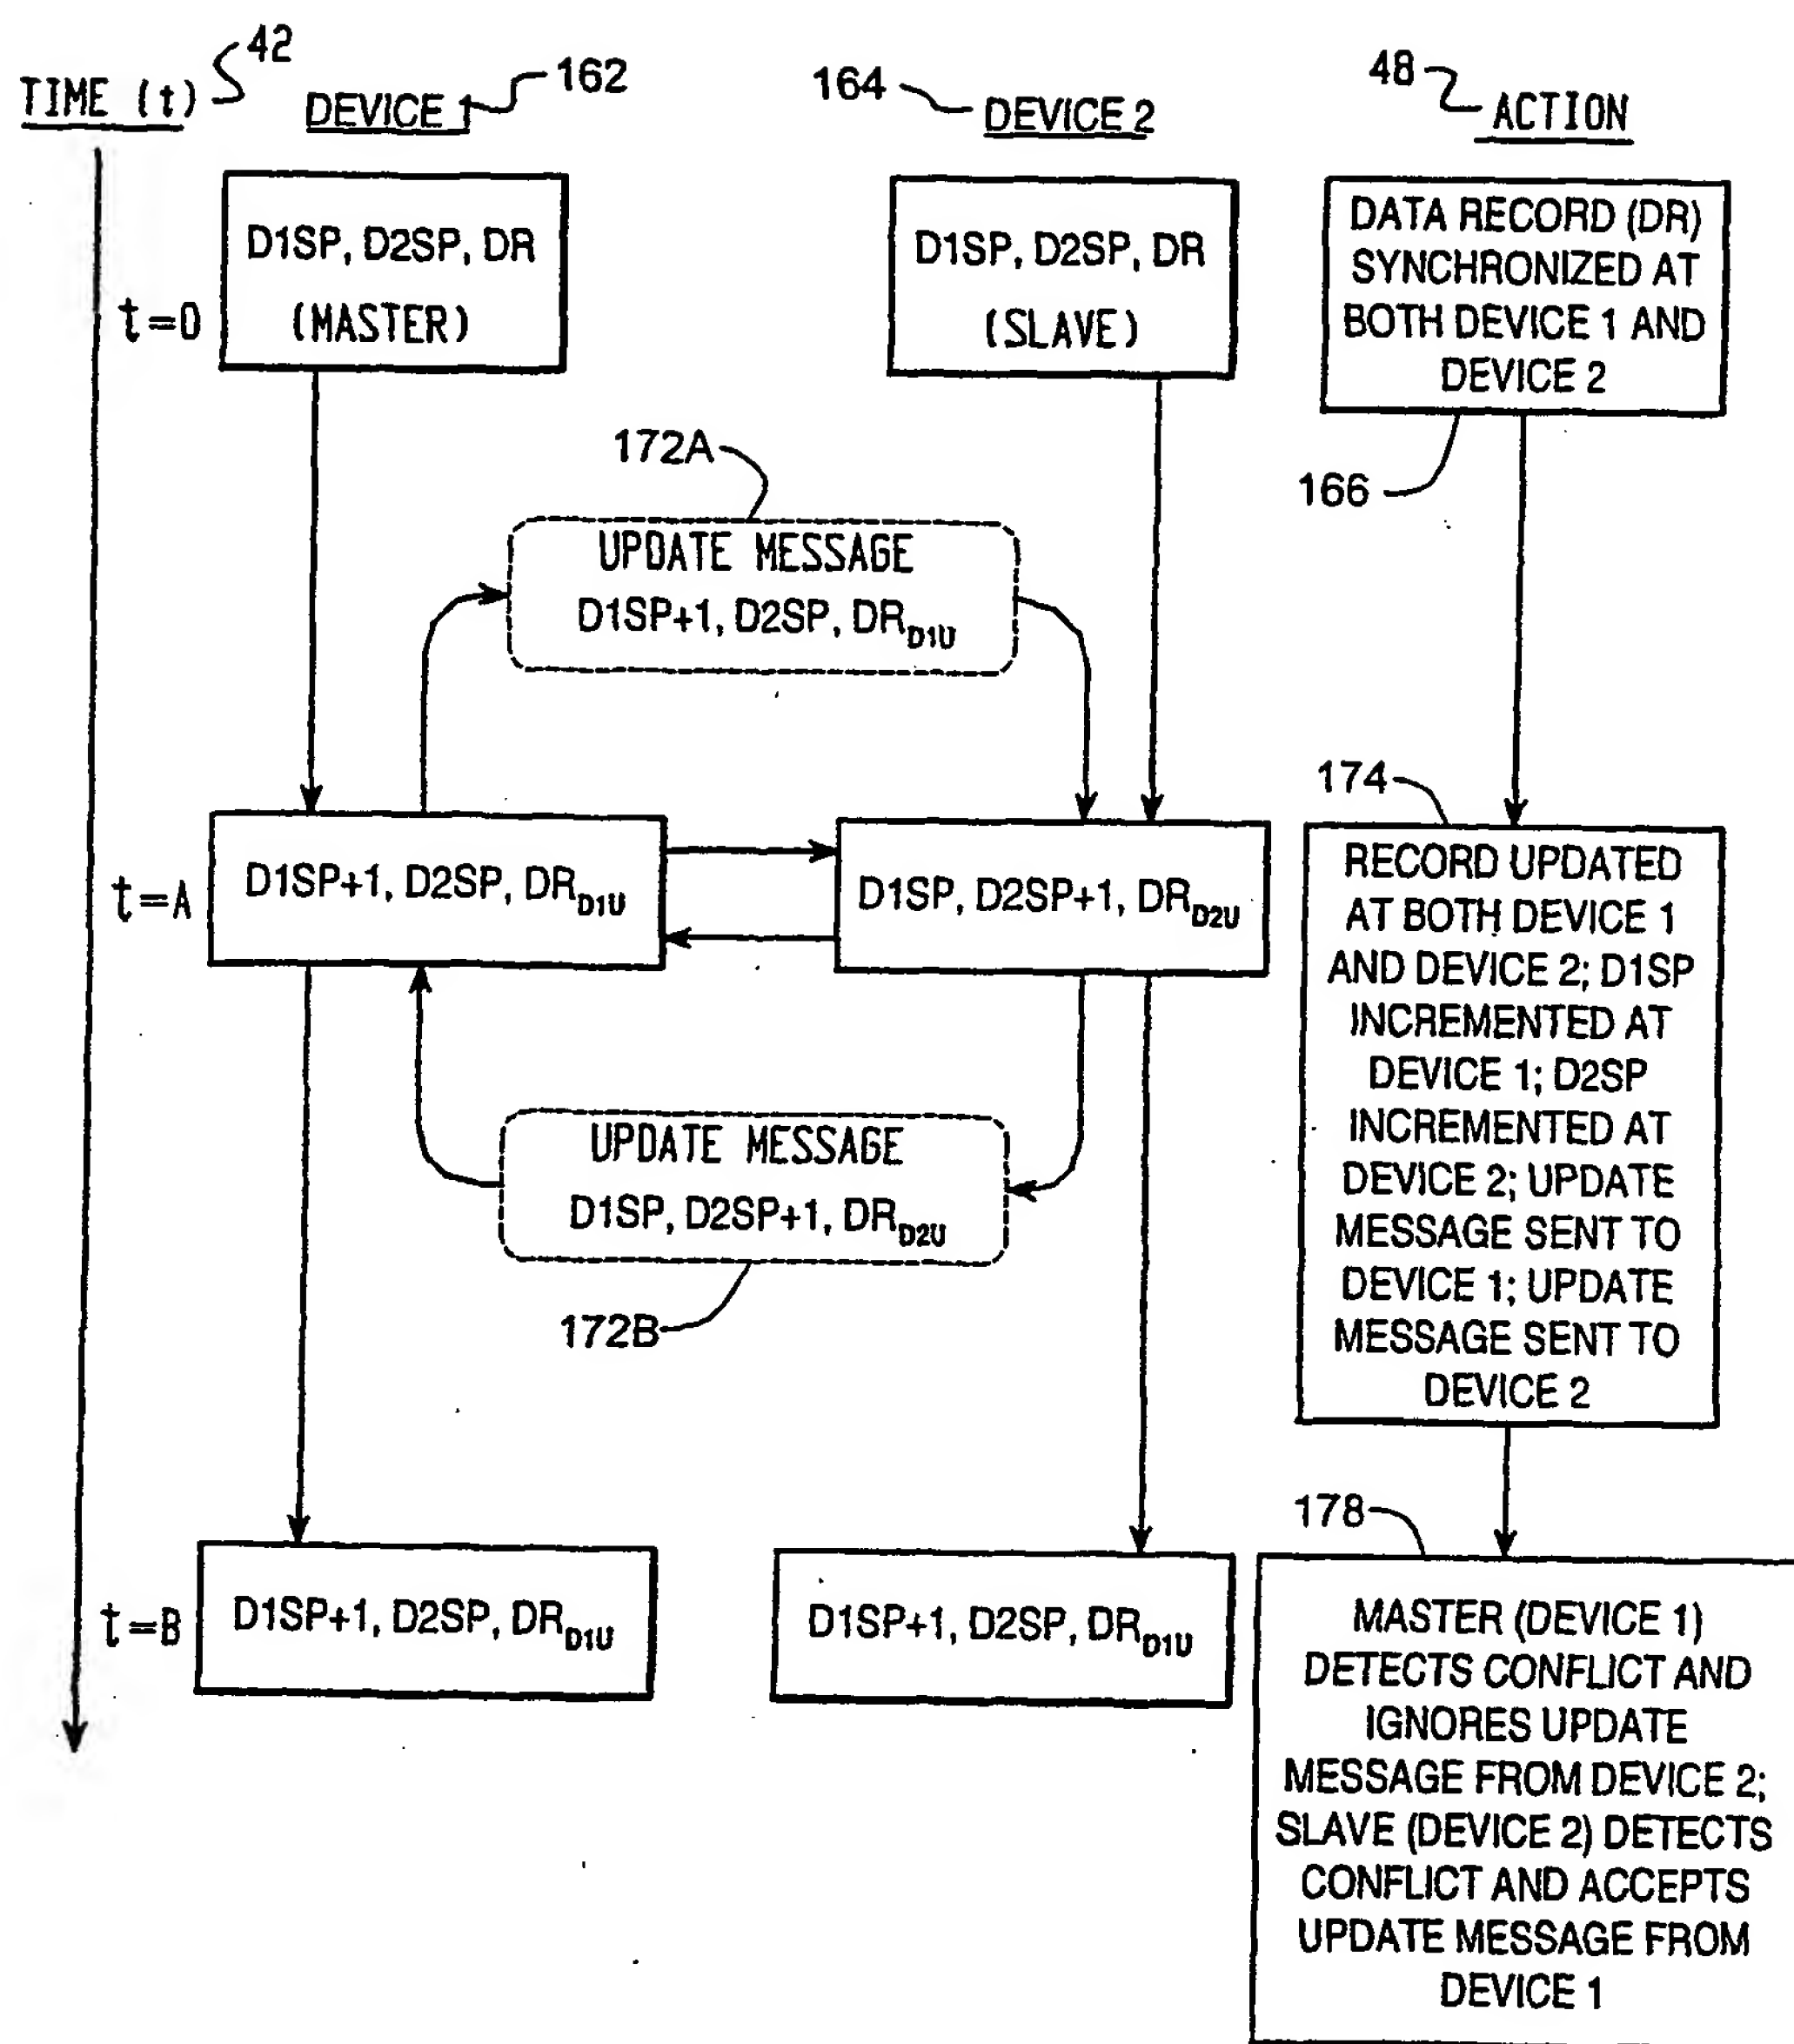 TIME (t) 42
DEVICE 1 162
164 DEVICE 2
48 ACTION
t=0
D1SP, D2SP, DR
(MASTER)
D1SP, D2SP, DR
(SLAVE)
DATA RECORD (DR)
SYNCHRONIZED AT
BOTH DEVICE 1 AND
DEVICE 2
166
172A
UPDATE MESSAGE
D1SP+1, D2SP, DRD1U
t=A
D1SP+1, D2SP, DRD1U
D1SP, D2SP+1, DRD2U
174
RECORD UPDATED
AT BOTH DEVICE 1
AND DEVICE 2; D1SP
INCREMENTED AT
DEVICE 1; D2SP
INCREMENTED AT
DEVICE 2; UPDATE
MESSAGE SENT TO
DEVICE 1; UPDATE
MESSAGE SENT TO
DEVICE 2
UPDATE MESSAGE
D1SP, D2SP+1, DRD2U
172B
t=B
D1SP+1, D2SP, DRD1U
D1SP+1, D2SP, DRD1U
178
MASTER (DEVICE 1)
DETECTS CONFLICT AND
IGNORES UPDATE
MESSAGE FROM DEVICE 2;
SLAVE (DEVICE 2) DETECTS
CONFLICT AND ACCEPTS
UPDATE MESSAGE FROM
DEVICE 1